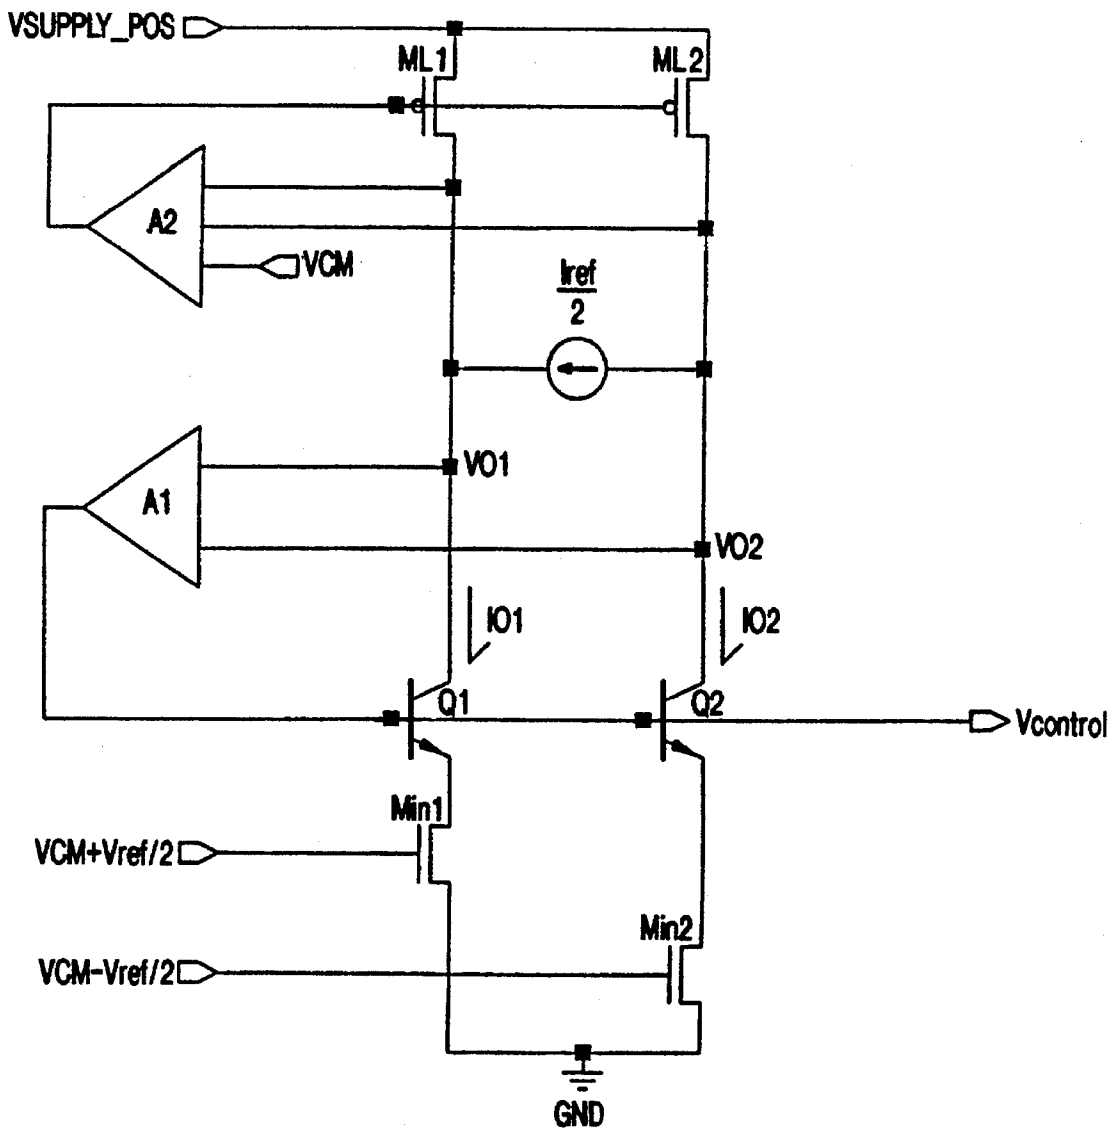 VSUPPLY_POS
ML1
ML2
A2
VCM
Iref
2
VO1
A1
VO2
IO1
IO2
Q1
Q2
Vcontrol
Min1
VCM+Vref/2
Min2
VCM-Vref/2
GND